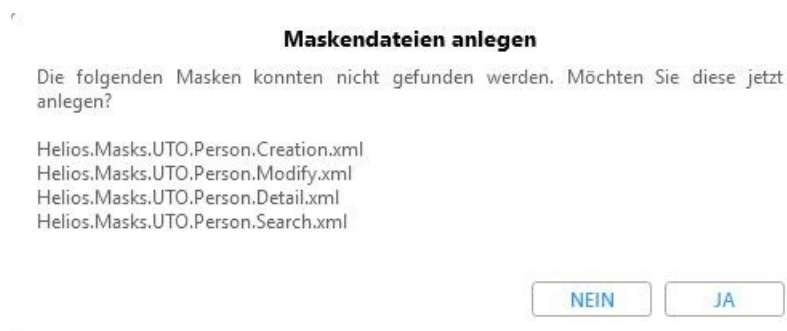 Maskendateien anlegen
Die folgenden Masken konnten nicht gefunden werden. Möchten Sie diese jetzt
anlegen?
Helios.Masks.UTO.Person.Creation.xml
Helios.Masks.UTO.Person.Modify.xml
Helios.Masks.UTO.Person.Detail.xml
Helios.Masks.UTO.Person.Search.xml
NEIN JA